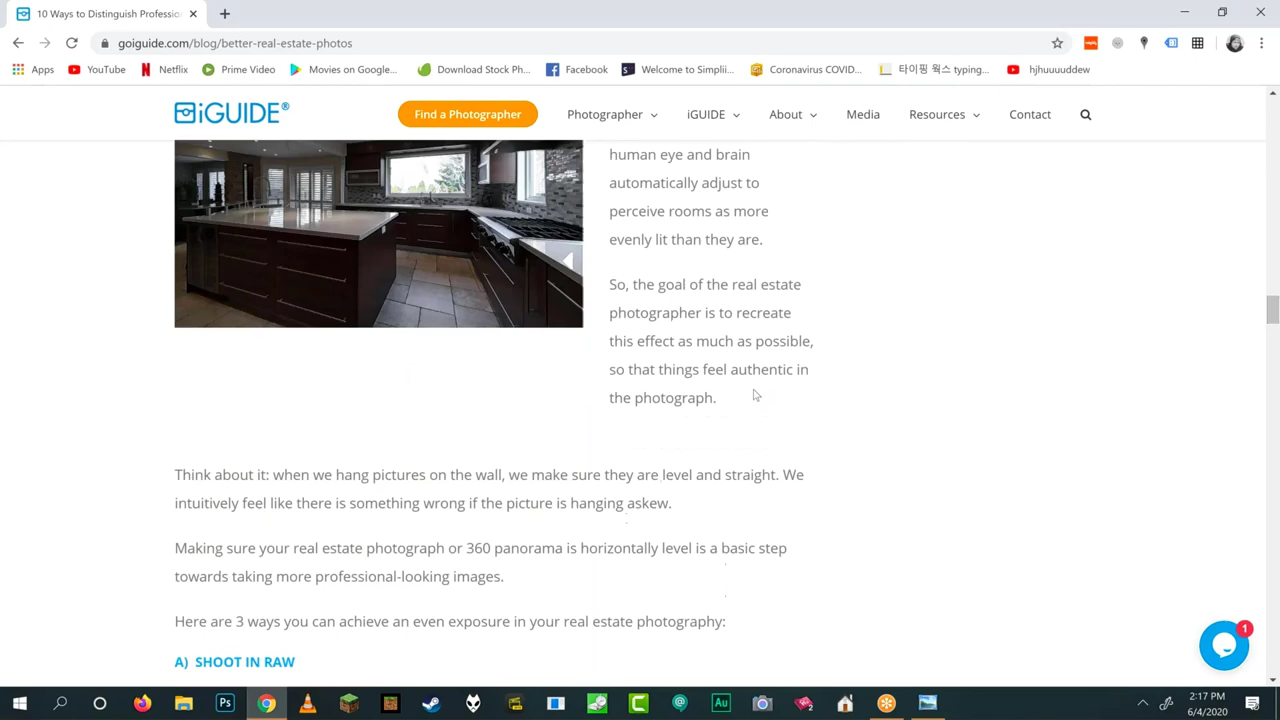 10 Ways to Distinguish Professio
goiguide.com/blog/better-real-estate-photos
Apps YouTube Netflix Prime Video Movies on Google... Download Stock Ph... Facebook Welcome to Simplii... Coronavirus COVID... 타이핑 웍스 typing... hjhuuuuddew
iGUIDE® Find a Photographer Photographer iGUIDE About Media Resources Contact
human eye and brain
automatically adjust to
perceive rooms as more
evenly lit than they are.
So, the goal of the real estate
photographer is to recreate
this effect as much as possible,
so that things feel authentic in
the photograph.
Think about it: when we hang pictures on the wall, we make sure they are level and straight. We
intuitively feel like there is something wrong if the picture is hanging askew.
Making sure your real estate photograph or 360 panorama is horizontally level is a basic step
towards taking more professional-looking images.
Here are 3 ways you can achieve an even exposure in your real estate photography:
A) SHOOT IN RAW
1
Ps Au
2:17 PM
6/4/2020